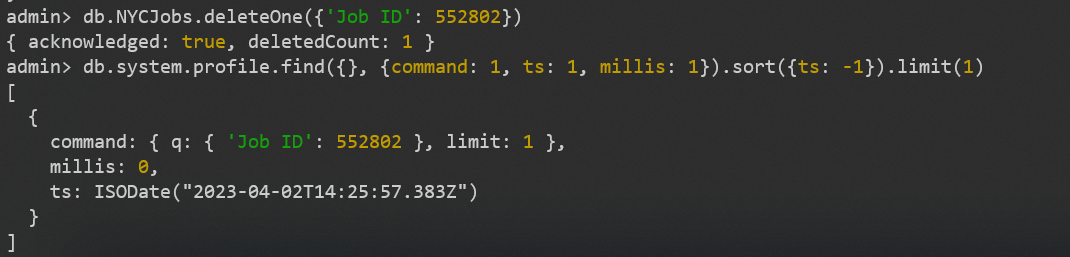 admin> db.NYCJobs.deleteOne({'Job ID': 552802})
{ acknowledged: true, deletedCount: 1 }
admin> db.system.profile.find({}, {command: 1, ts: 1, millis: 1}).sort({ts: -1}).limit(1)
[
  {
    command: { q: { 'Job ID': 552802 }, limit: 1 },
    millis: 0,
    ts: ISODate("2023-04-02T14:25:57.383Z")
  }
]